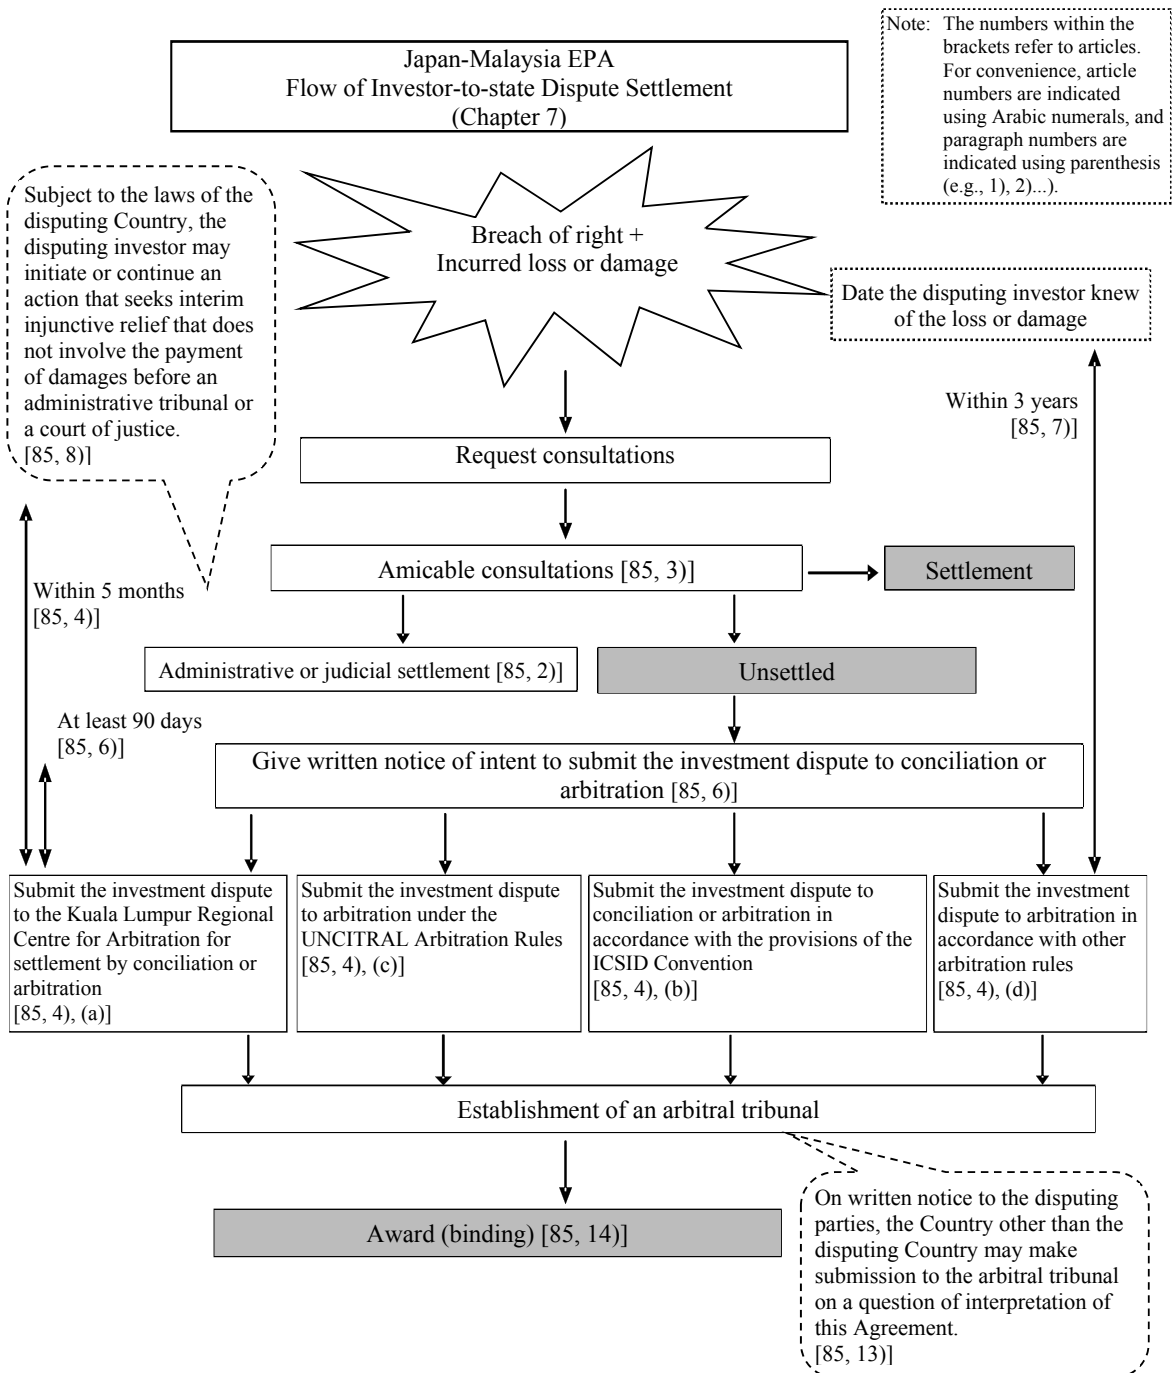 Japan-Malaysia EPA
Flow of Investor-to-state Dispute Settlement
(Chapter 7)
Note: The numbers within the
brackets refer to articles.
For convenience, article
numbers are indicated
using Arabic numerals, and
paragraph numbers are
indicated using parenthesis
(e.g., 1), 2)...).
Subject to the laws of the
disputing Country, the
disputing investor may
initiate or continue an
action that seeks interim
injunctive relief that does
not involve the payment
of damages before an
administrative tribunal or
a court of justice.
[85, 8)]
Breach of right +
Incurred loss or damage
Date the disputing investor knew
of the loss or damage
Within 3 years
[85, 7)]
Request consultations
Amicable consultations [85, 3)]
Settlement
Within 5 months
[85, 4)]
Administrative or judicial settlement [85, 2)]
Unsettled
At least 90 days
[85, 6)]
Give written notice of intent to submit the investment dispute to conciliation or
arbitration [85, 6)]
Submit the investment dispute
to the Kuala Lumpur Regional
Centre for Arbitration for
settlement by conciliation or
arbitration
[85, 4), (a)]
Submit the investment dispute
to arbitration under the
UNCITRAL Arbitration Rules
[85, 4), (c)]
Submit the investment dispute to
conciliation or arbitration in
accordance with the provisions of the
ICSID Convention
[85, 4), (b)]
Submit the investment
dispute to arbitration in
accordance with other
arbitration rules
[85, 4), (d)]
Establishment of an arbitral tribunal
Award (binding) [85, 14)]
On written notice to the disputing
parties, the Country other than the
disputing Country may make
submission to the arbitral tribunal
on a question of interpretation of
this Agreement.
[85, 13)]